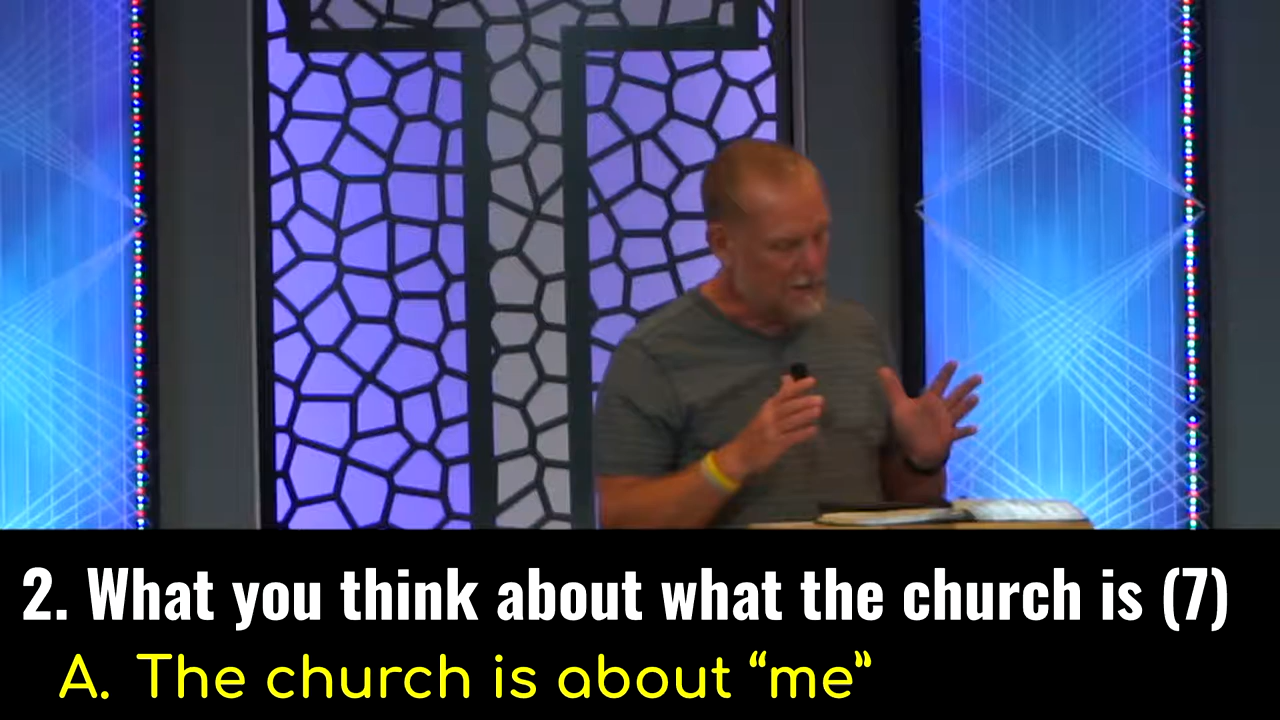 2. What you think about what the church is (7)
A. The church is about “me”